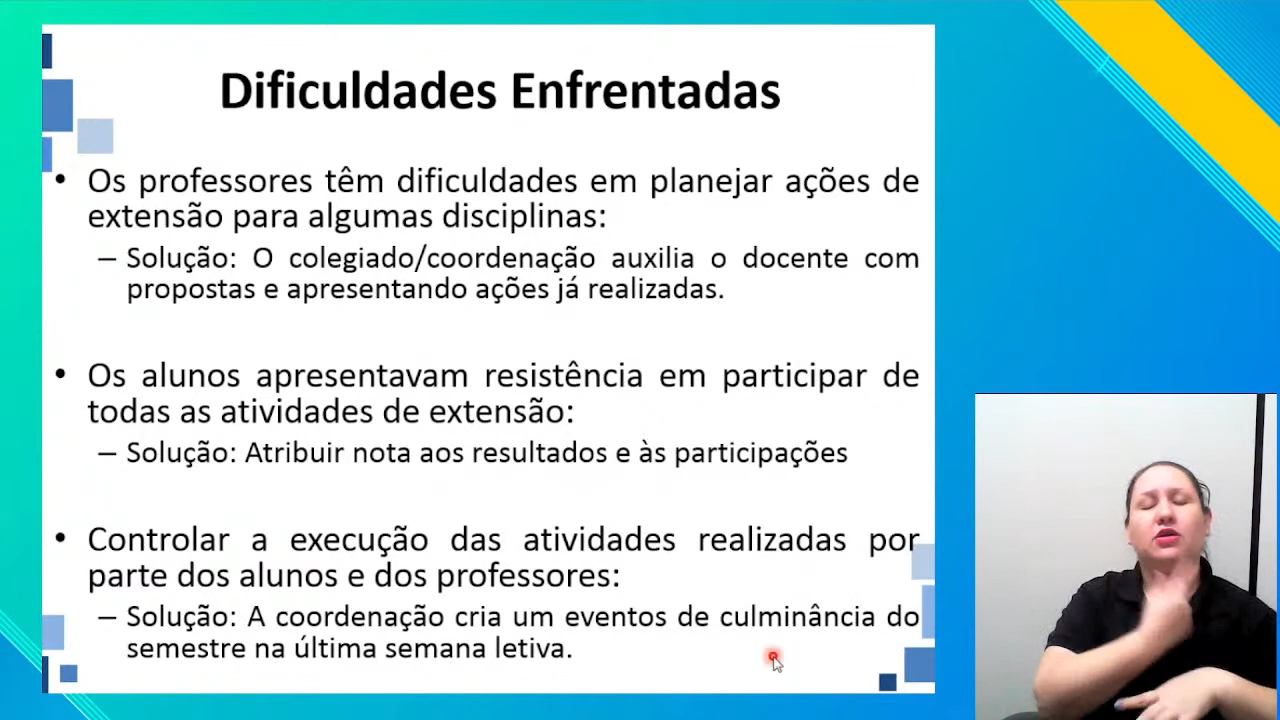 Dificuldades Enfrentadas
• Os professores têm dificuldades em planejar ações de
extensão para algumas disciplinas:
– Solução: O colegiado/coordenação auxilia o docente com
propostas e apresentando ações já realizadas.
• Os alunos apresentavam resistência em participar de
todas as atividades de extensão:
– Solução: Atribuir nota aos resultados e às participações
• Controlar a execução das atividades realizadas por
parte dos alunos e dos professores:
– Solução: A coordenação cria um eventos de culminância do
semestre na última semana letiva.